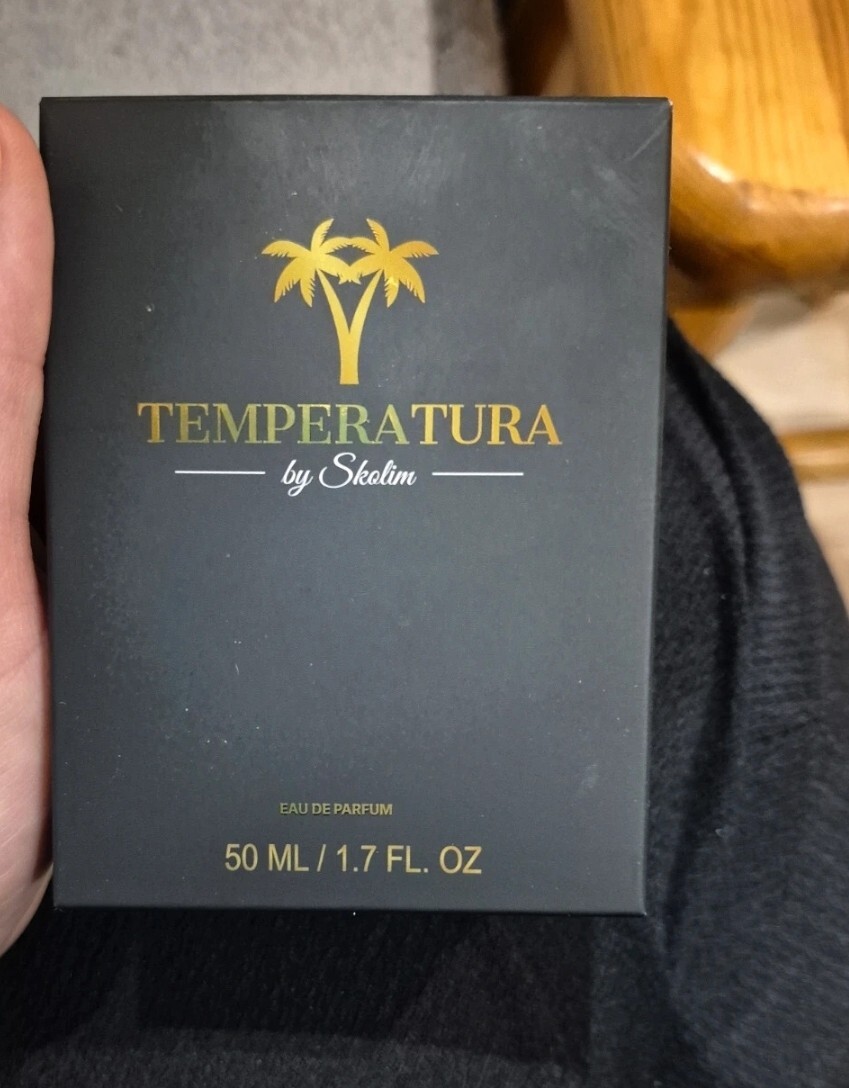 TEMPERATURA
by Skolim
EAU DE PARFUM
50 ML / 1.7 FL. OZ